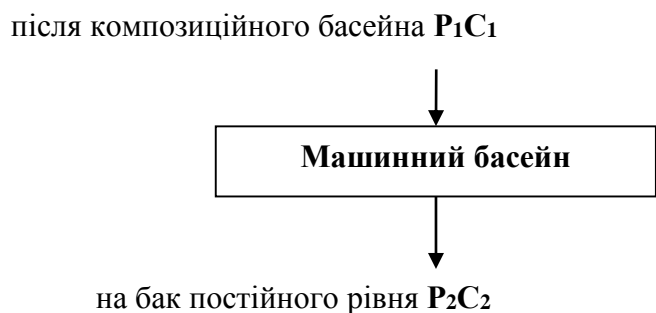 після композиційного басейна P₁C₁
Машинний басейн
на бак постійного рівня P₂C₂